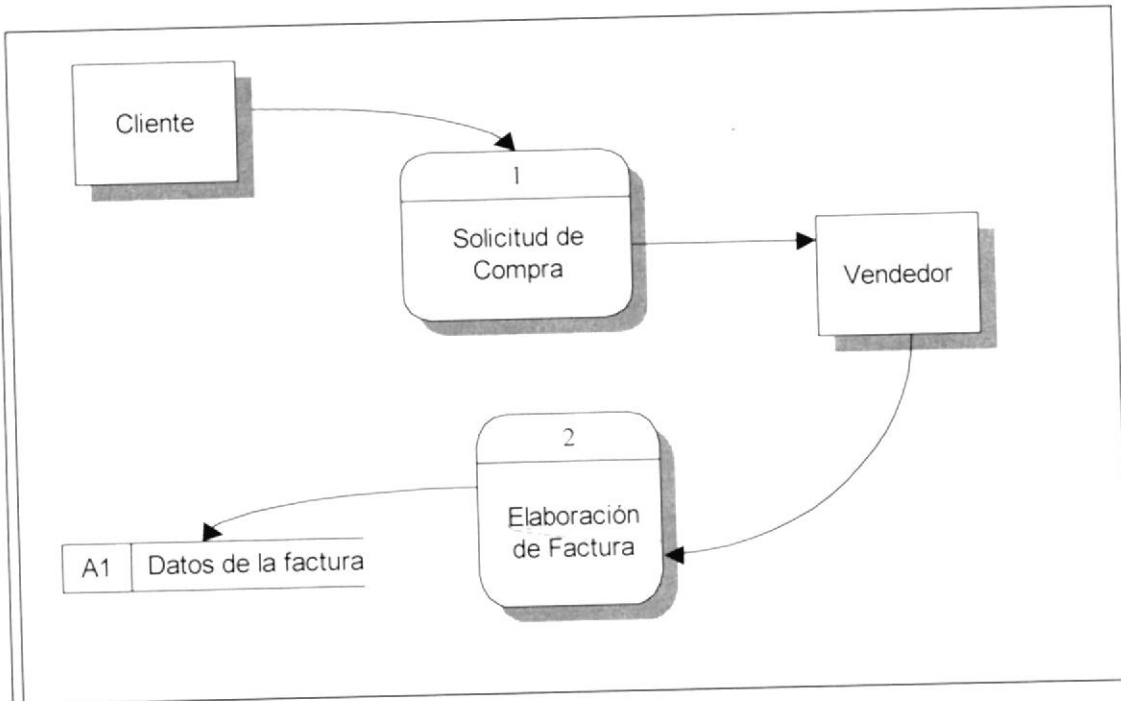 Cliente
1
Solicitud de
Compra
Vendedor
2
Elaboración
de Factura
A1 Datos de la factura